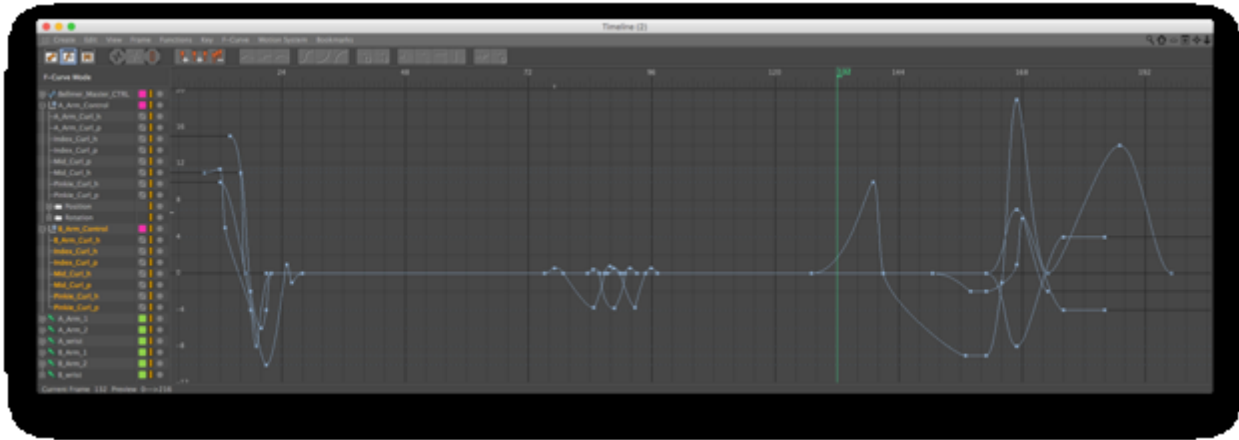 Timeline (2)
Create Edit View Frame Functions Key F-Curve Motion System Bookmarks
F-Curve Mode
24 48 72 96 120 132 144 168 192
A_Arm_Control
A_Arm_Curl_h
A_Arm_Curl_p
Index_Curl_h
Index_Curl_p
Mid_Curl_p
Mid_Curl_h
Pinkie_Curl_h
Pinkie_Curl_p
Position
Rotation
B_Arm_Control
B_Arm_Curl_h
Index_Curl_h
Index_Curl_p
Mid_Curl_h
Mid_Curl_p
Pinkie_Curl_h
Pinkie_Curl_p
A_Arm_1
A_Arm_2
A_wrist
B_Arm_1
B_Arm_2
B_wrist
16
12
8
4
0
-4
-8
Current Frame 132 Preview 0-->216